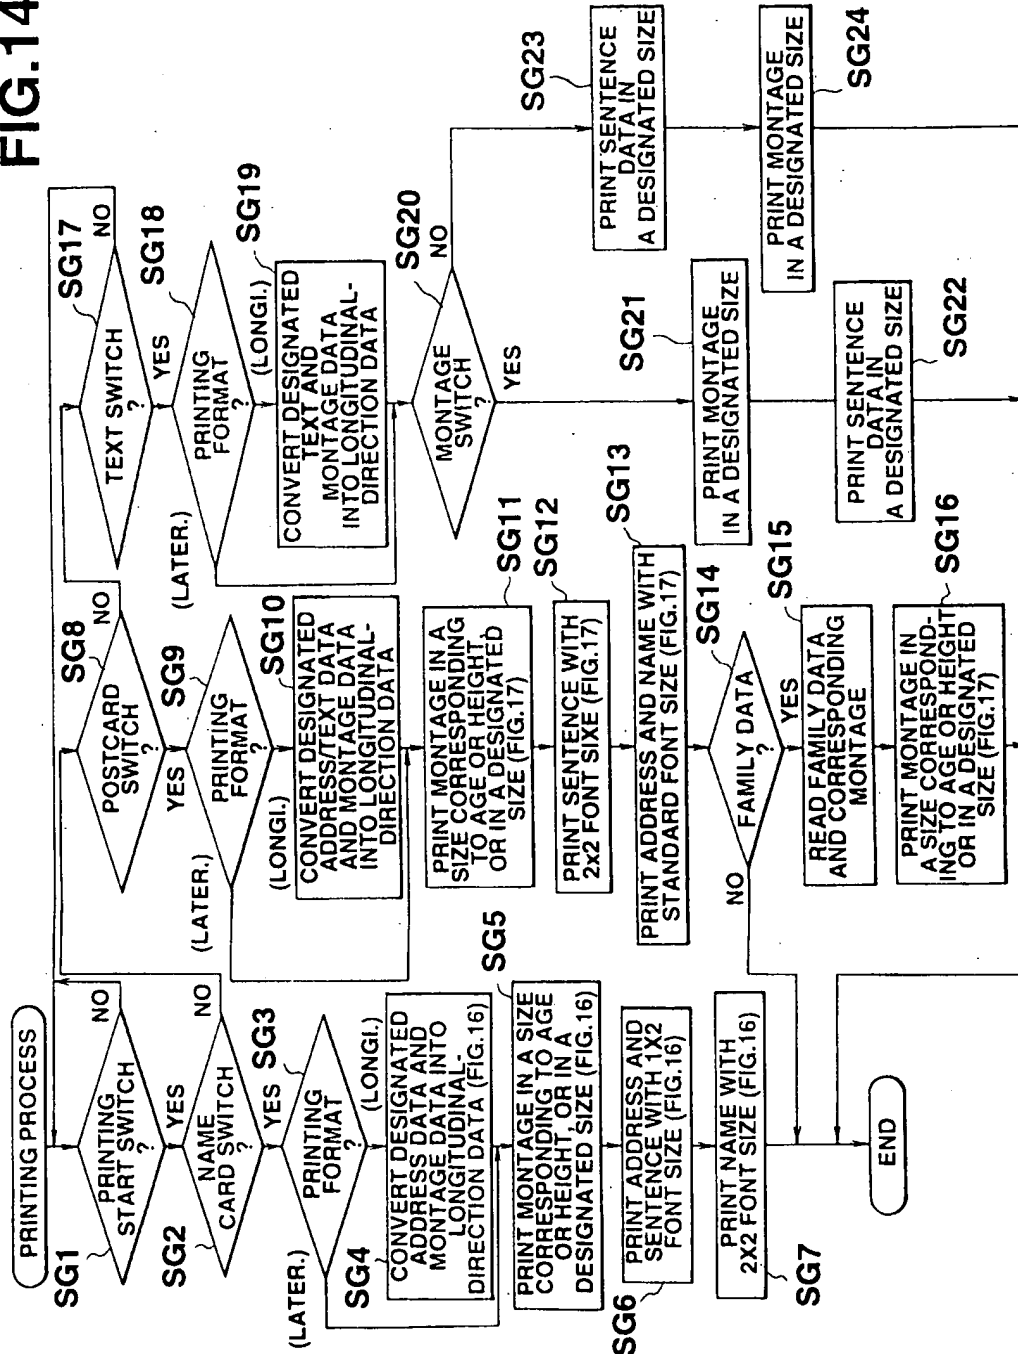 FIG.14
PRINTING PROCESS
SG1
PRINTING
START SWITCH
?
NO
YES
SG2
NAME
CARD SWITCH
?
NO
YES
SG3
PRINTING
FORMAT
?
(LATER.)
(LONGI.)
SG4
CONVERT DESIGNATED
ADDRESS DATA AND
MONTAGE DATA INTO
LONGITUDINAL-
DIRECTION DATA (FIG.16)
SG5
PRINT MONTAGE IN A SIZE
CORRESPONDING TO AGE
OR HEIGHT, OR IN A
DESIGNATED SIZE (FIG.16)
SG6
PRINT ADDRESS AND
SENTENCE WITH 1X2
FONT SIZE (FIG.16)
SG7
PRINT NAME WITH
2X2 FONT SIZE (FIG.16)
END
SG8
POSTCARD
SWITCH
?
NO
YES
SG9
PRINTING
FORMAT
?
(LATER.)
(LONGI.)
SG10
CONVERT DESIGNATED
ADDRESS/TEXT DATA
AND MONTAGE DATA
INTO LONGITUDINAL-
DIRECTION DATA
SG11
PRINT MONTAGE IN A
SIZE CORRESPONDING
TO AGE OR HEIGHT
OR IN A DESIGNATED
SIZE (FIG.17)
SG12
PRINT SENTENCE WITH
2x2 FONT SIXE (FIG.17)
SG13
PRINT ADDRESS AND NAME WITH
STANDARD FONT SIZE (FIG.17)
SG14
FAMILY DATA
?
NO
YES
SG15
READ FAMILY DATA
AND CORRESPONDING
MONTAGE
SG16
PRINT MONTAGE IN
A SIZE CORRESPOND-
ING TO AGE OR HEIGHT
OR IN A DESIGNATED
SIZE (FIG.17)
SG17
TEXT SWITCH
?
NO
YES
SG18
PRINTING
FORMAT
?
(LATER.)
(LONGI.)
SG19
CONVERT DESIGNATED
TEXT AND
MONTAGE DATA
INTO LONGITUDINAL-
DIRECTION DATA
SG20
MONTAGE
SWITCH
?
NO
YES
SG21
PRINT MONTAGE
IN A DESIGNATED SIZE
SG22
PRINT SENTENCE
DATA IN
A DESIGNATED SIZE
SG23
PRINT SENTENCE
DATA IN
A DESIGNATED SIZE
SG24
PRINT MONTAGE
IN A DESIGNATED SIZE